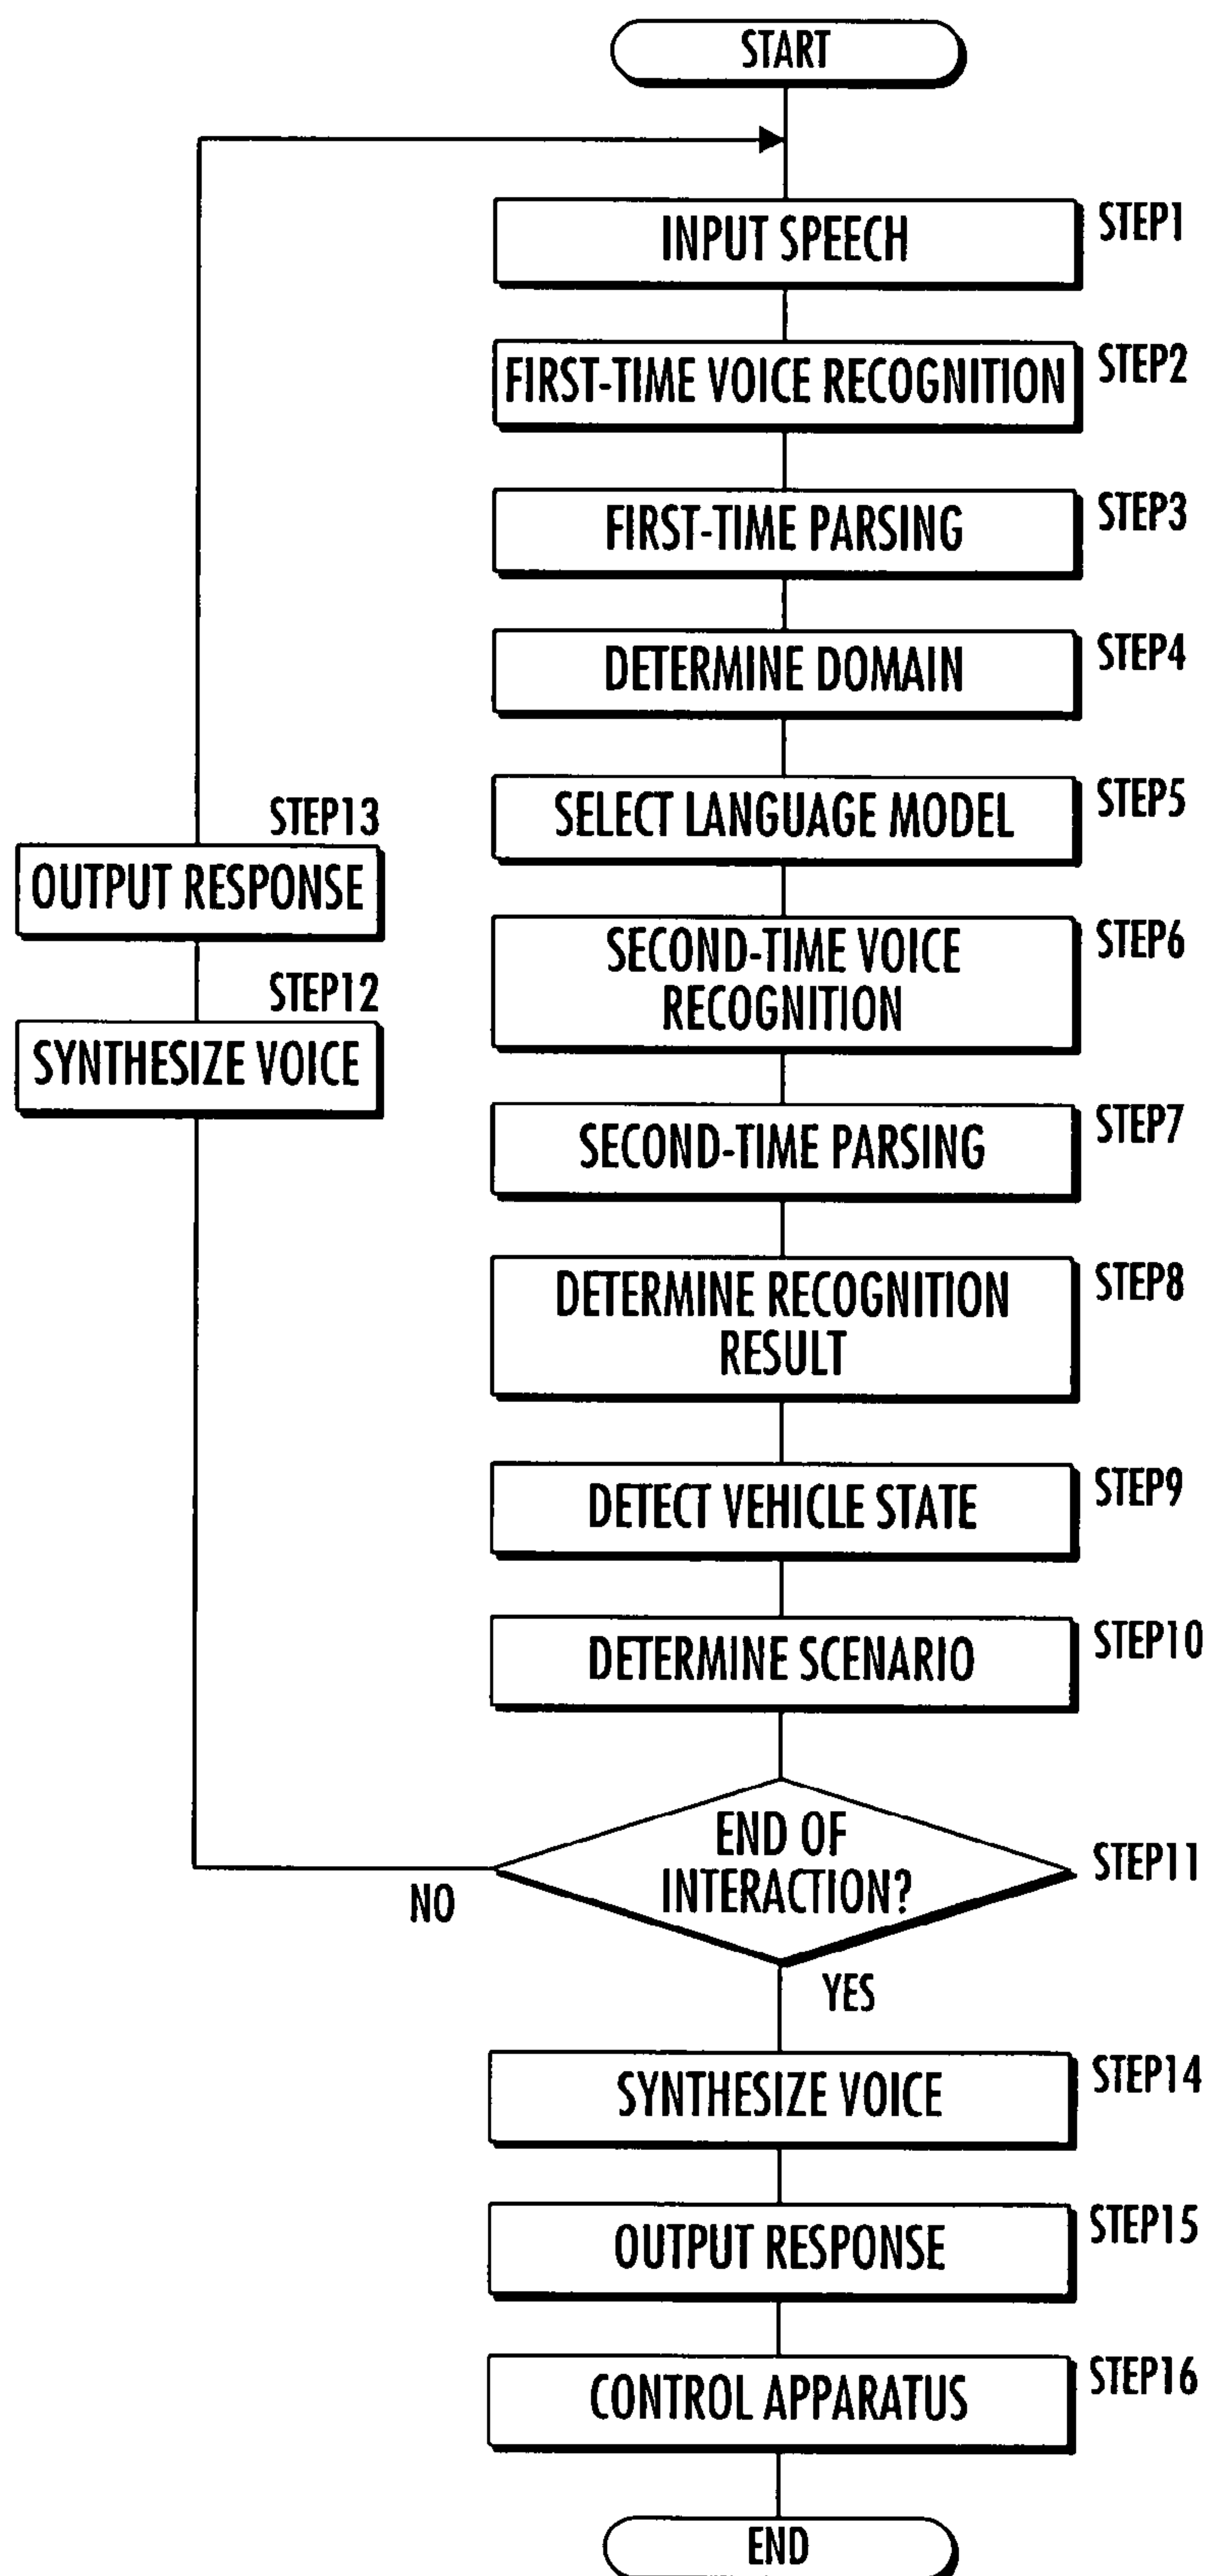 START
INPUT SPEECH
STEP1
FIRST-TIME VOICE RECOGNITION
STEP2
FIRST-TIME PARSING
STEP3
DETERMINE DOMAIN
STEP4
SELECT LANGUAGE MODEL
STEP5
STEP13
OUTPUT RESPONSE
SECOND-TIME VOICE
RECOGNITION
STEP6
STEP12
SYNTHESIZE VOICE
SECOND-TIME PARSING
STEP7
DETERMINE RECOGNITION
RESULT
STEP8
DETECT VEHICLE STATE
STEP9
DETERMINE SCENARIO
STEP10
END OF
INTERACTION?
STEP11
NO
YES
SYNTHESIZE VOICE
STEP14
OUTPUT RESPONSE
STEP15
CONTROL APPARATUS
STEP16
END